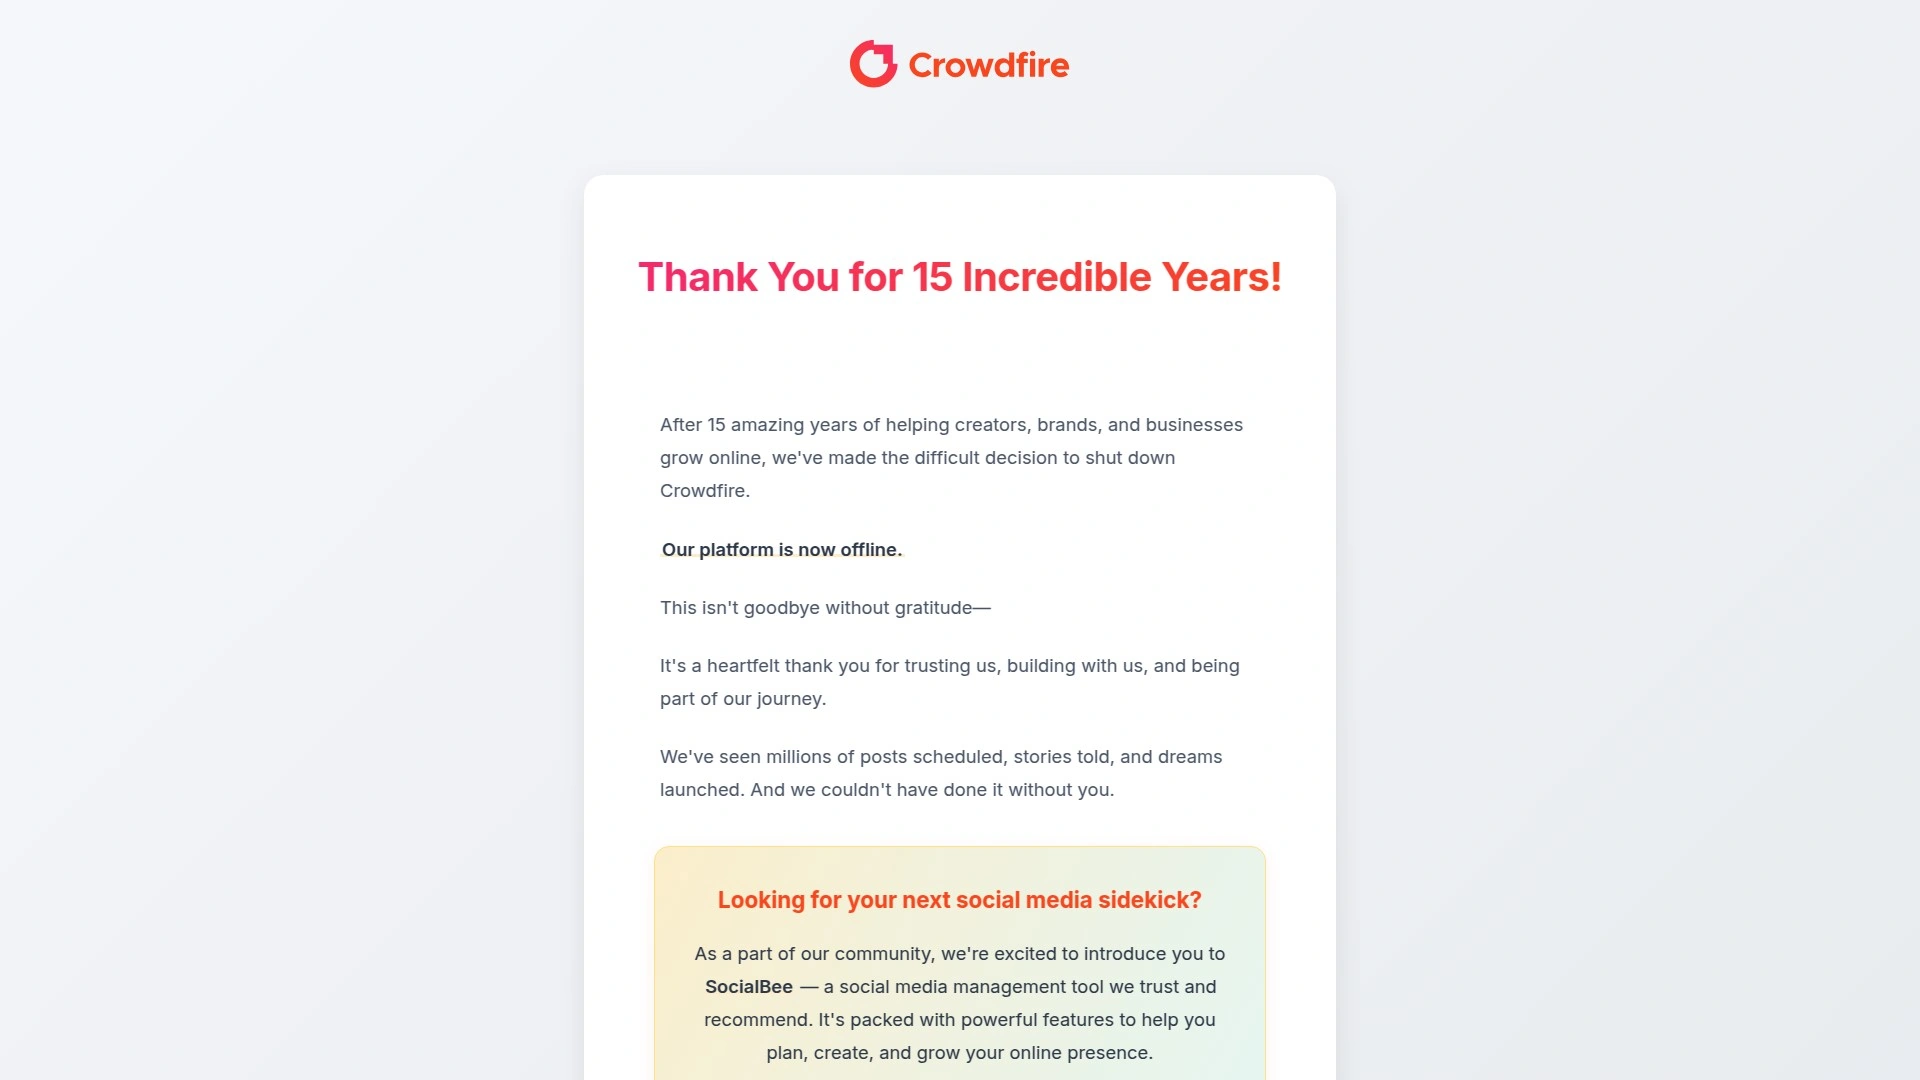 Crowdfire
Thank You for 15 Incredible Years!
After 15 amazing years of helping creators, brands, and businesses
grow online, we've made the difficult decision to shut down
Crowdfire.
Our platform is now offline.
This isn't goodbye without gratitude—
It's a heartfelt thank you for trusting us, building with us, and being
part of our journey.
We've seen millions of posts scheduled, stories told, and dreams
launched. And we couldn't have done it without you.
Looking for your next social media sidekick?
As a part of our community, we're excited to introduce you to
SocialBee — a social media management tool we trust and
recommend. It's packed with powerful features to help you
plan, create, and grow your online presence.